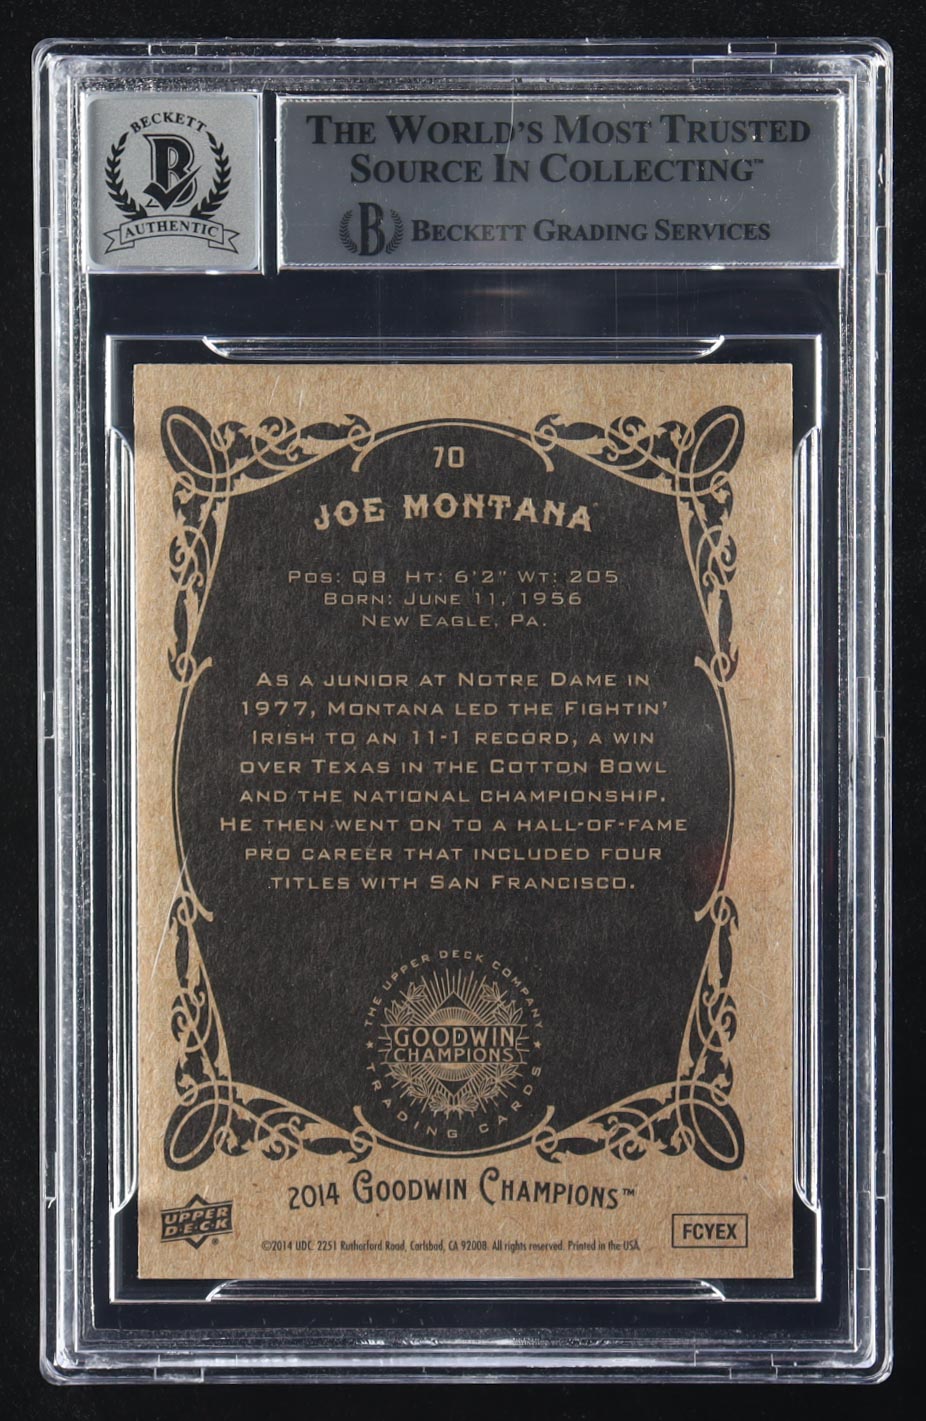 BECKETT
B
AUTHENTIC
THE WORLD'S MOST TRUSTED
SOURCE IN COLLECTING™
B BECKETT GRADING SERVICES
70
JOE MONTANA
POS: QB HT: 6'2" WT: 205
BORN: JUNE 11, 1956
NEW EAGLE, PA.
AS A JUNIOR AT NOTRE DAME IN
1977, MONTANA LED THE FIGHTIN'
IRISH TO AN 11-1 RECORD, A WIN
OVER TEXAS IN THE COTTON BOWL
AND THE NATIONAL CHAMPIONSHIP.
HE THEN WENT ON TO A HALL-OF-FAME
PRO CAREER THAT INCLUDED FOUR
TITLES WITH SAN FRANCISCO.
★ THE UPPER DECK COMPANY ★
GOODWIN
CHAMPIONS
TRADING CARDS
2014 GOODWIN CHAMPIONS™
UPPER
D·E·C·K ®
©2014 UDC. 2251 Rutherford Road, Carlsbad, CA 92008. All rights reserved. Printed in the USA.
FCYEX